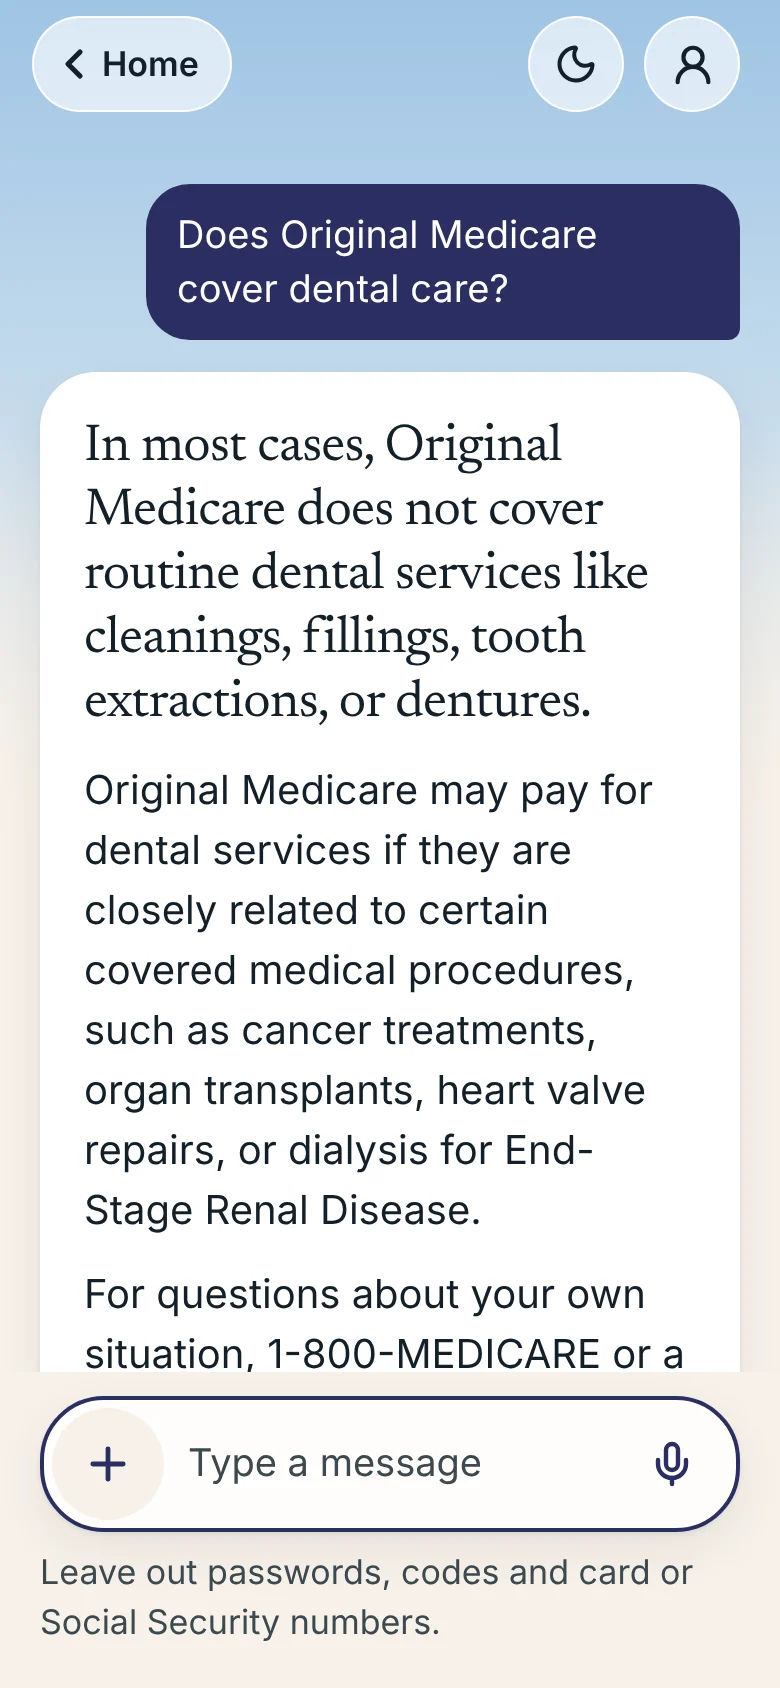 Home
Does Original Medicare
cover dental care?
In most cases, Original
Medicare does not cover
routine dental services like
cleanings, fillings, tooth
extractions, or dentures.
Original Medicare may pay for
dental services if they are
closely related to certain
covered medical procedures,
such as cancer treatments,
organ transplants, heart valve
repairs, or dialysis for End-
Stage Renal Disease.
For questions about your own
situation, 1-800-MEDICARE or a
Type a message
Leave out passwords, codes and card or
Social Security numbers.